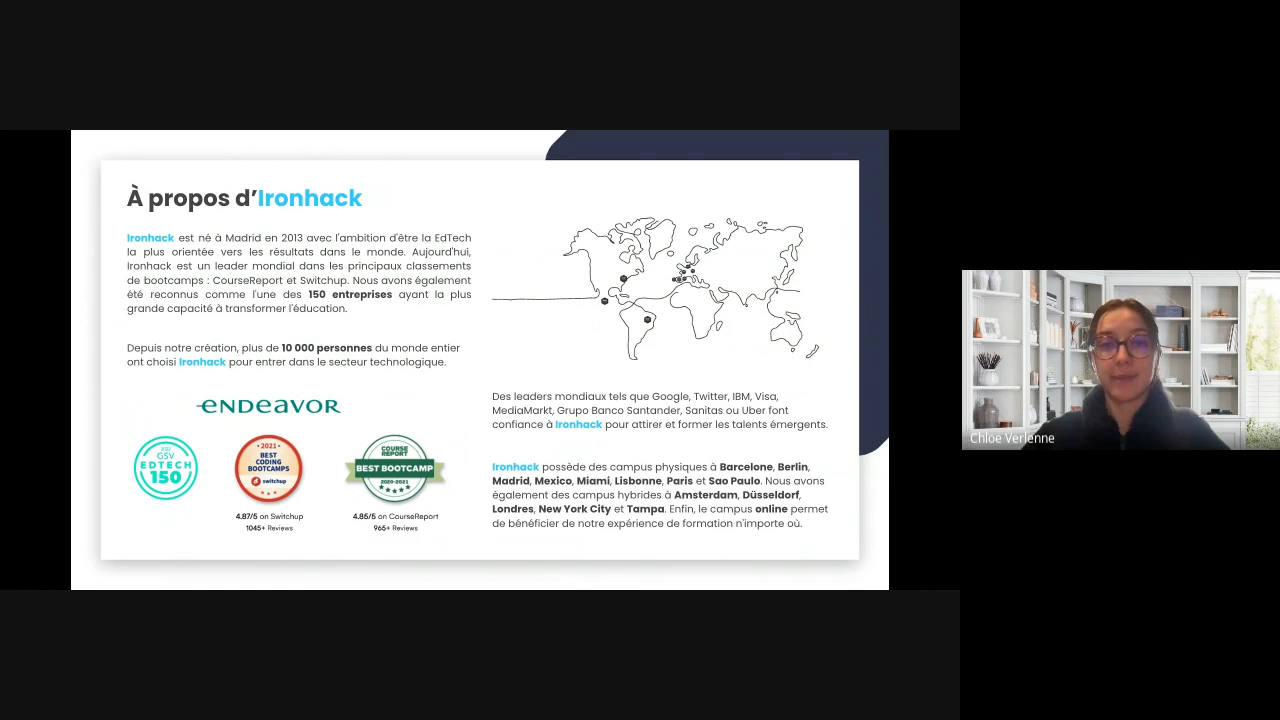 À propos d'Ironhack
Ironhack est né à Madrid en 2013 avec l'ambition d'être la EdTech
la plus orientée vers les résultats dans le monde. Aujourd'hui,
Ironhack est un leader mondial dans les principaux classements
de bootcamps : CourseReport et Switchup. Nous avons également
été reconnus comme l'une des 150 entreprises ayant la plus
grande capacité à transformer l'éducation.
Depuis notre création, plus de 10 000 personnes du monde entier
ont choisi Ironhack pour entrer dans le secteur technologique.
ENDEAVOR
GSV
EDTECH
150
• 2021 •
BEST
CODING
BOOTCAMPS
switchup
COURSE
REPORT
BEST BOOTCAMP
2020-2021
4.87/5 on Switchup
1045+ Reviews
4.85/5 on CourseReport
965+ Reviews
Des leaders mondiaux tels que Google, Twitter, IBM, Visa,
MediaMarkt, Grupo Banco Santander, Sanitas ou Uber font
confiance à Ironhack pour attirer et former les talents émergents.
Ironhack possède des campus physiques à Barcelone, Berlin,
Madrid, Mexico, Miami, Lisbonne, Paris et Sao Paulo. Nous avons
également des campus hybrides à Amsterdam, Düsseldorf,
Londres, New York City et Tampa. Enfin, le campus online permet
de bénéficier de notre expérience de formation n'importe où.
Chloe Verlenne